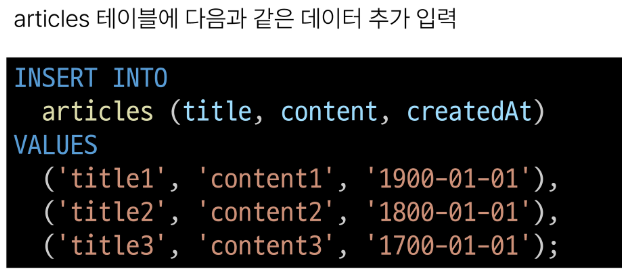 articles 테이블에 다음과 같은 데이터 추가 입력
INSERT INTO
articles (title, content, createdAt)
VALUES
('title1', 'content1', '1900-01-01'),
('title2', 'content2', '1800-01-01'),
('title3', 'content3', '1700-01-01');